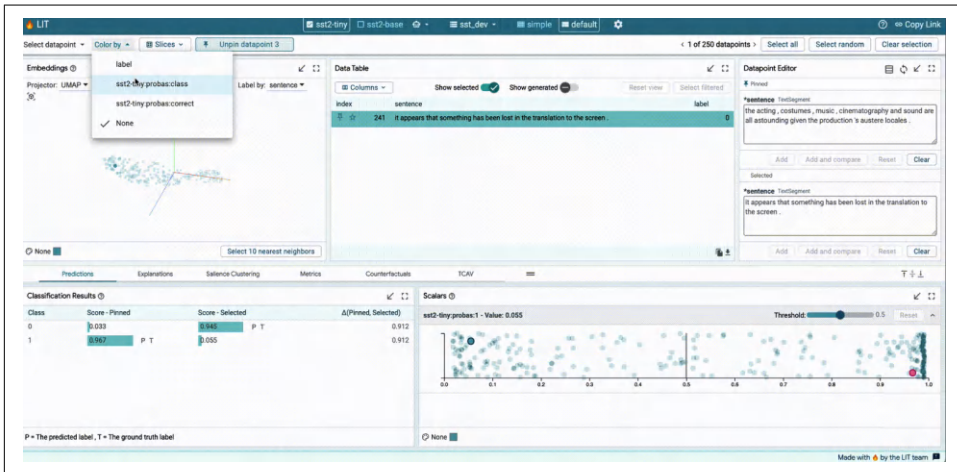 LIT
sst2-tiny sst2-base sst_dev simple default Copy Link
Select datapoint Color by Slices Unpin datapoint 3 < 1 of 250 datapoints > Select all Select random Clear selection
label
sst2-tiny:probas:class
sst2-tiny:probas:correct
None
Embeddings
Projector: UMAP Label by: sentence
None Select 10 nearest neighbors
Data Table
Columns Show selected Show generated Reset view Select filtered
index sentence label
241 it appears that something has been lost in the translation to the screen . 0
Datapoint Editor
Pinned
*sentence TextSegment
the acting , costumes , music , cinematography and sound are
all astounding given the production 's austere locales .
Add Add and compare Reset Clear
Selected
*sentence TextSegment
it appears that something has been lost in the translation to
the screen .
Add Add and compare Reset Clear
Predictions Explanations Salience Clustering Metrics Counterfactuals TCAV
Classification Results
Class Score - Pinned Score - Selected Δ(Pinned, Selected)
0 0.033 0.945 P T 0.912
1 0.967 P T 0.055 0.912
P = The predicted label , T = The ground truth label
Scalars
sst2-tiny:probas:1 - Value: 0.055 Threshold: 0.5 Reset
0.0 0.1 0.2 0.3 0.4 0.5 0.6 0.7 0.8 0.9 1.0
None
Made with by the LIT team